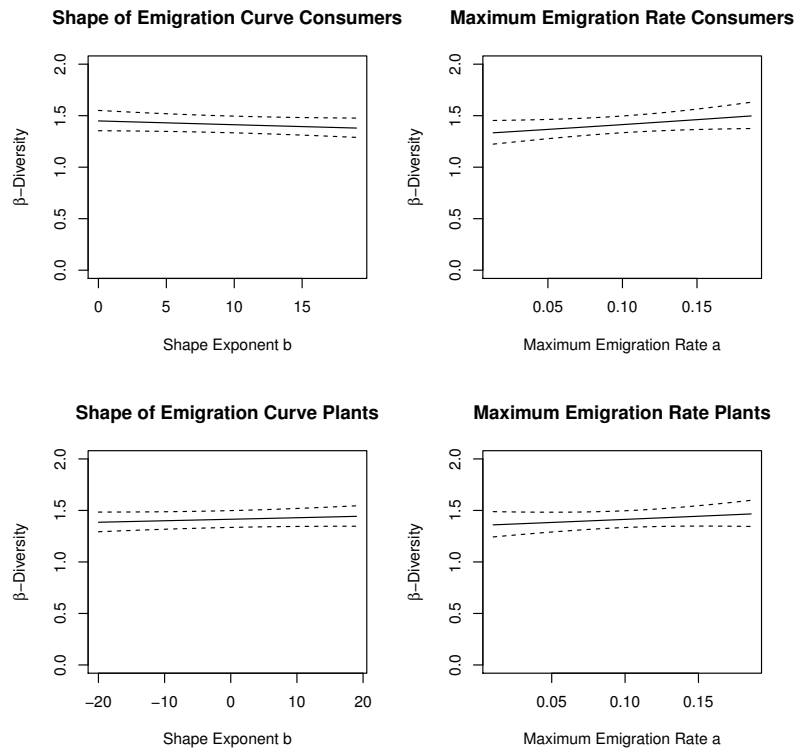 Shape of Emigration Curve Consumers
2.0
1.5
1.0
0.5
0.0
β−Diversity
0 5 10 15
Shape Exponent b
Maximum Emigration Rate Consumers
2.0
1.5
1.0
0.5
0.0
β−Diversity
0.05 0.10 0.15
Maximum Emigration Rate a
Shape of Emigration Curve Plants
2.0
1.5
1.0
0.5
0.0
β−Diversity
−20 −10 0 10 20
Shape Exponent b
Maximum Emigration Rate Plants
2.0
1.5
1.0
0.5
0.0
β−Diversity
0.05 0.10 0.15
Maximum Emigration Rate a